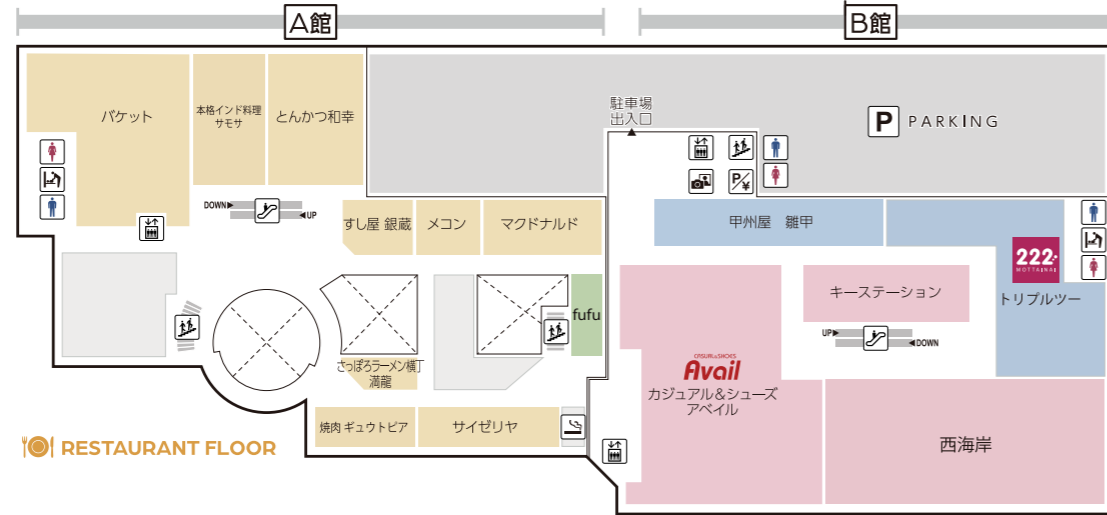 A館
B館
バケット
本格インド料理
サモサ
とんかつ和幸
駐車場
出入口
P PARKING
P/¥
DOWN
UP
すし屋 銀蔵
メコン
マクドナルド
甲州屋 雛甲
222
MOTTAINAI
トリプルツー
キーステーション
fufu
UP
DOWN
さっぽろラーメン横丁
満龍
CASUAL&SHOES
Avail
カジュアル&シューズ
アベイル
焼肉 ギュウトピア
サイゼリヤ
西海岸
RESTAURANT FLOOR